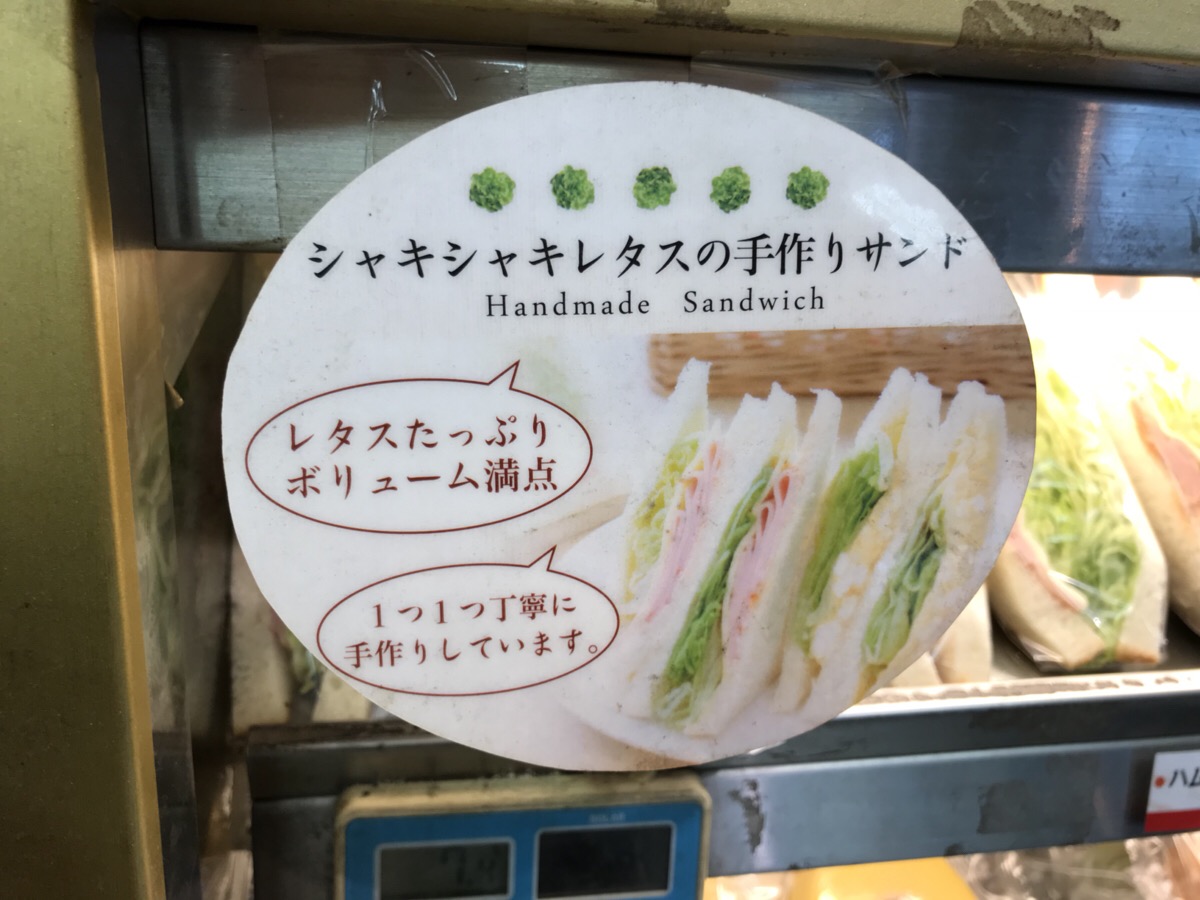 シャキシャキレタスの手作りサンド
Handmade Sandwich
レタスたっぷり
ボリューム満点
1つ1つ丁寧に
手作りしています。
ハム